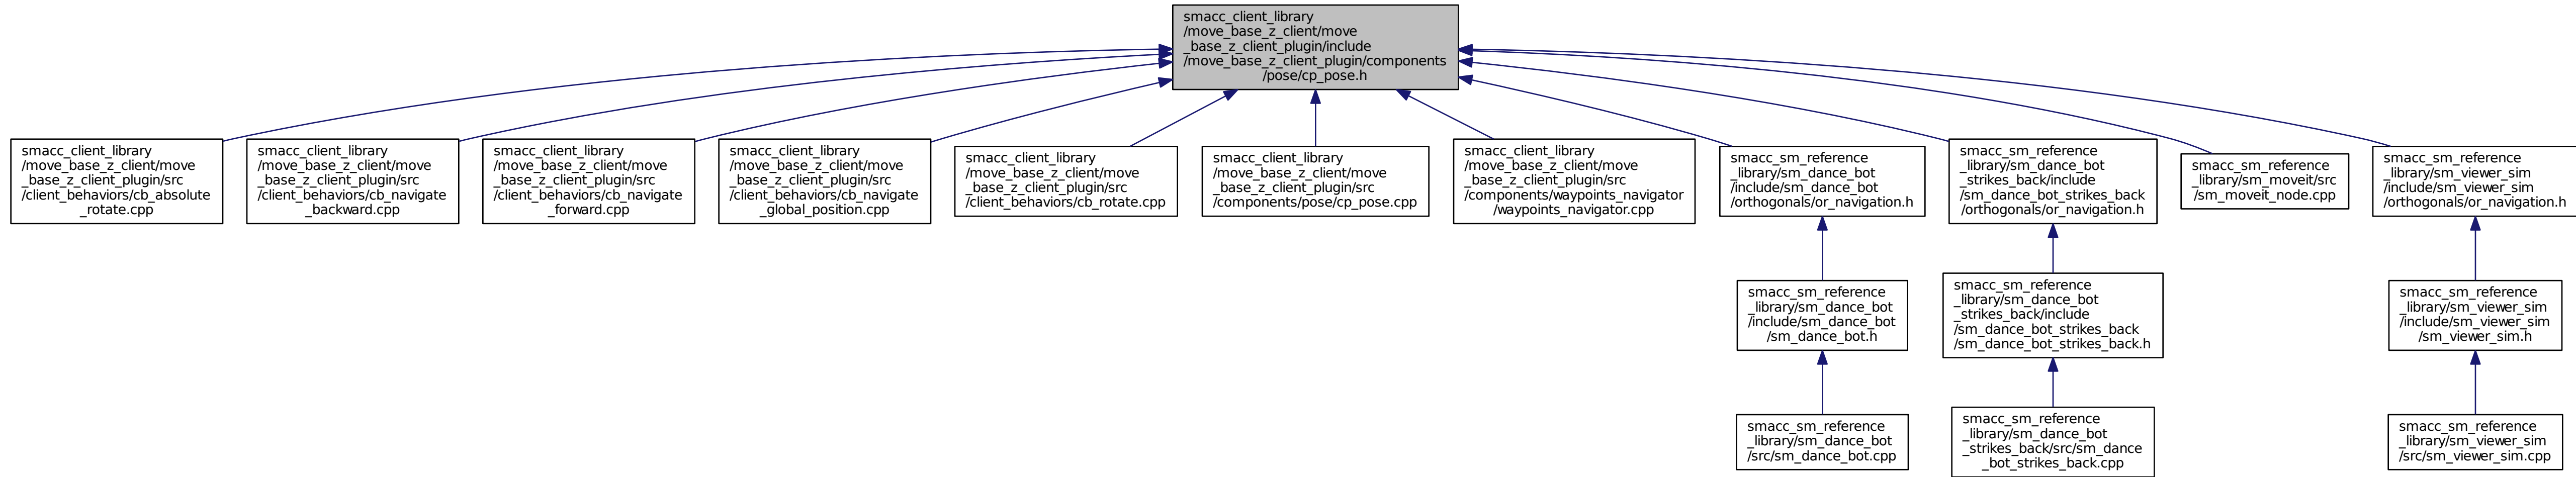 smacc_client_library
/move_base_z_client/move
_base_z_client_plugin/include
/move_base_z_client_plugin/components
/pose/cp_pose.h
smacc_client_library
/move_base_z_client/move
_base_z_client_plugin/src
/client_behaviors/cb_absolute
_rotate.cpp
smacc_client_library
/move_base_z_client/move
_base_z_client_plugin/src
/client_behaviors/cb_navigate
_backward.cpp
smacc_client_library
/move_base_z_client/move
_base_z_client_plugin/src
/client_behaviors/cb_navigate
_forward.cpp
smacc_client_library
/move_base_z_client/move
_base_z_client_plugin/src
/client_behaviors/cb_navigate
_global_position.cpp
smacc_client_library
/move_base_z_client/move
_base_z_client_plugin/src
/client_behaviors/cb_rotate.cpp
smacc_client_library
/move_base_z_client/move
_base_z_client_plugin/src
/components/pose/cp_pose.cpp
smacc_client_library
/move_base_z_client/move
_base_z_client_plugin/src
/components/waypoints_navigator
/waypoints_navigator.cpp
smacc_sm_reference
_library/sm_dance_bot
/include/sm_dance_bot
/orthogonals/or_navigation.h
smacc_sm_reference
_library/sm_dance_bot
_strikes_back/include
/sm_dance_bot_strikes_back
/orthogonals/or_navigation.h
smacc_sm_reference
_library/sm_moveit/src
/sm_moveit_node.cpp
smacc_sm_reference
_library/sm_viewer_sim
/include/sm_viewer_sim
/orthogonals/or_navigation.h
smacc_sm_reference
_library/sm_dance_bot
/include/sm_dance_bot
/sm_dance_bot.h
smacc_sm_reference
_library/sm_dance_bot
_strikes_back/include
/sm_dance_bot_strikes_back
/sm_dance_bot_strikes_back.h
smacc_sm_reference
_library/sm_viewer_sim
/include/sm_viewer_sim
/sm_viewer_sim.h
smacc_sm_reference
_library/sm_dance_bot
/src/sm_dance_bot.cpp
smacc_sm_reference
_library/sm_dance_bot
_strikes_back/src/sm_dance
_bot_strikes_back.cpp
smacc_sm_reference
_library/sm_viewer_sim
/src/sm_viewer_sim.cpp